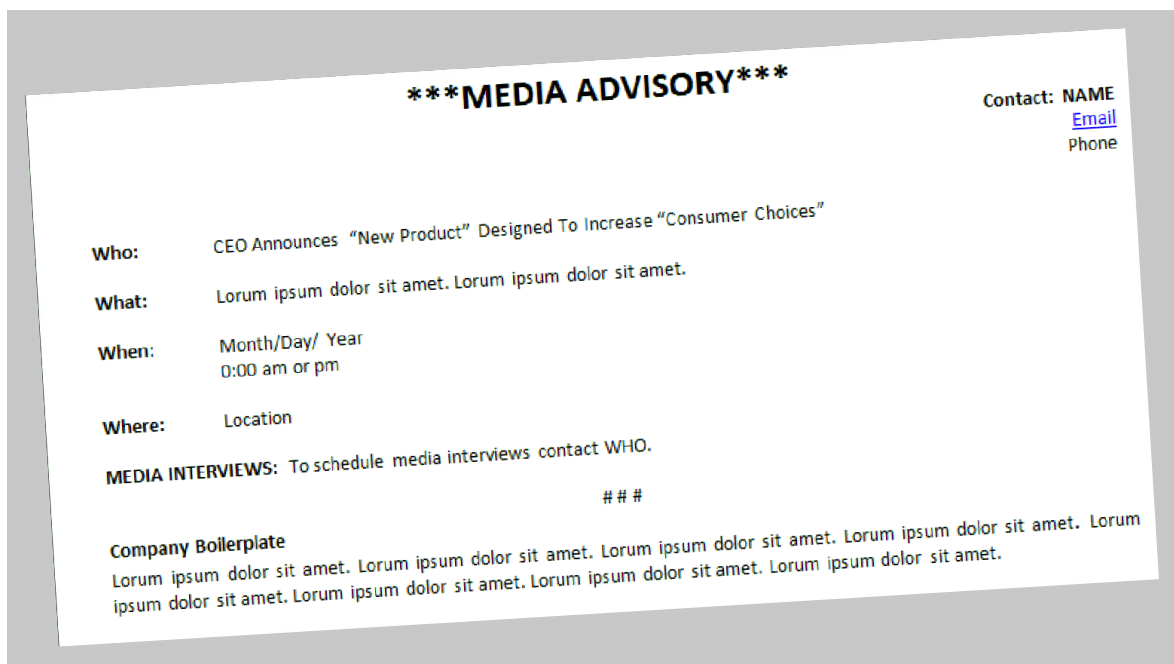 ***MEDIA ADVISORY***
Contact: NAME
Email
Phone
Who: CEO Announces “New Product” Designed To Increase “Consumer Choices”
What: Lorum ipsum dolor sit amet. Lorum ipsum dolor sit amet.
When: Month/Day/ Year
0:00 am or pm
Where: Location
MEDIA INTERVIEWS: To schedule media interviews contact WHO.
# # #
Company Boilerplate
Lorum ipsum dolor sit amet. Lorum ipsum dolor sit amet. Lorum ipsum dolor sit amet. Lorum ipsum dolor sit amet. Lorum
ipsum dolor sit amet. Lorum ipsum dolor sit amet. Lorum ipsum dolor sit amet. Lorum ipsum dolor sit amet.